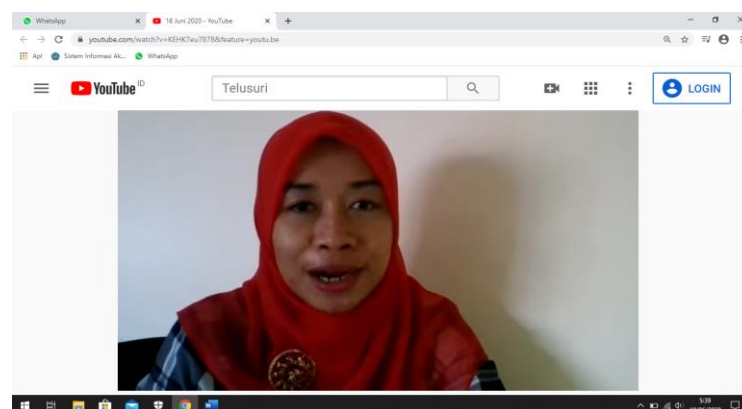 WhatsApp
18 Juni 2020 - YouTube
youtube.com/watch?v=KEHK7eu7878&feature=youtu.be
Apl
Sistem Informasi Ak...
WhatsApp
YouTube ID
Telusuri
LOGIN
5:39